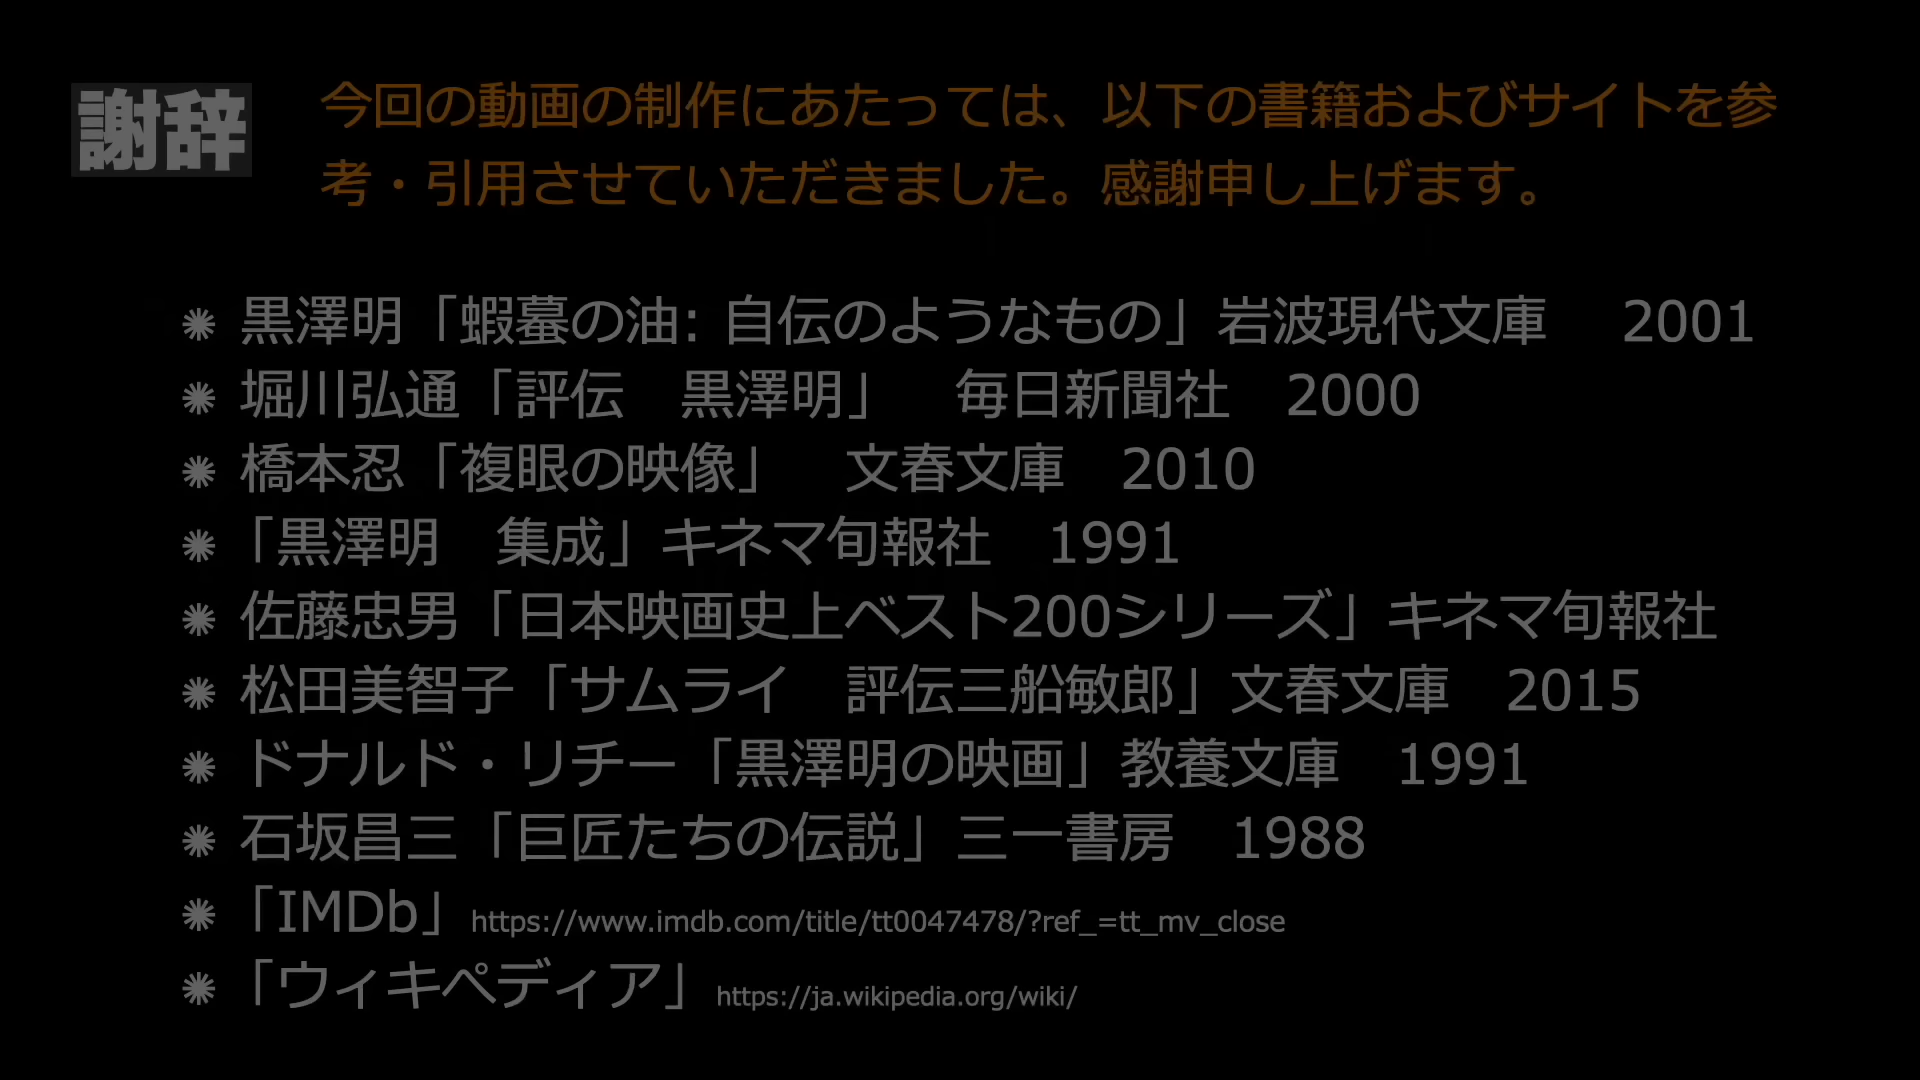 謝辞
今回の動画の制作にあたっては、以下の書籍およびサイトを参
考・引用させていただきました。感謝申し上げます。
黒澤明「蝦蟇の油: 自伝のようなもの」岩波現代文庫　2001
堀川弘通「評伝　黒澤明」　毎日新聞社　2000
橋本忍「複眼の映像」　文春文庫　2010
「黒澤明　集成」キネマ旬報社　1991
佐藤忠男「日本映画史上ベスト200シリーズ」キネマ旬報社
松田美智子「サムライ　評伝三船敏郎」文春文庫　2015
ドナルド・リチー「黒澤明の映画」教養文庫　1991
石坂昌三「巨匠たちの伝説」三一書房　1988
「IMDb」https://www.imdb.com/title/tt0047478/?ref_=tt_mv_close
「ウィキペディア」https://ja.wikipedia.org/wiki/